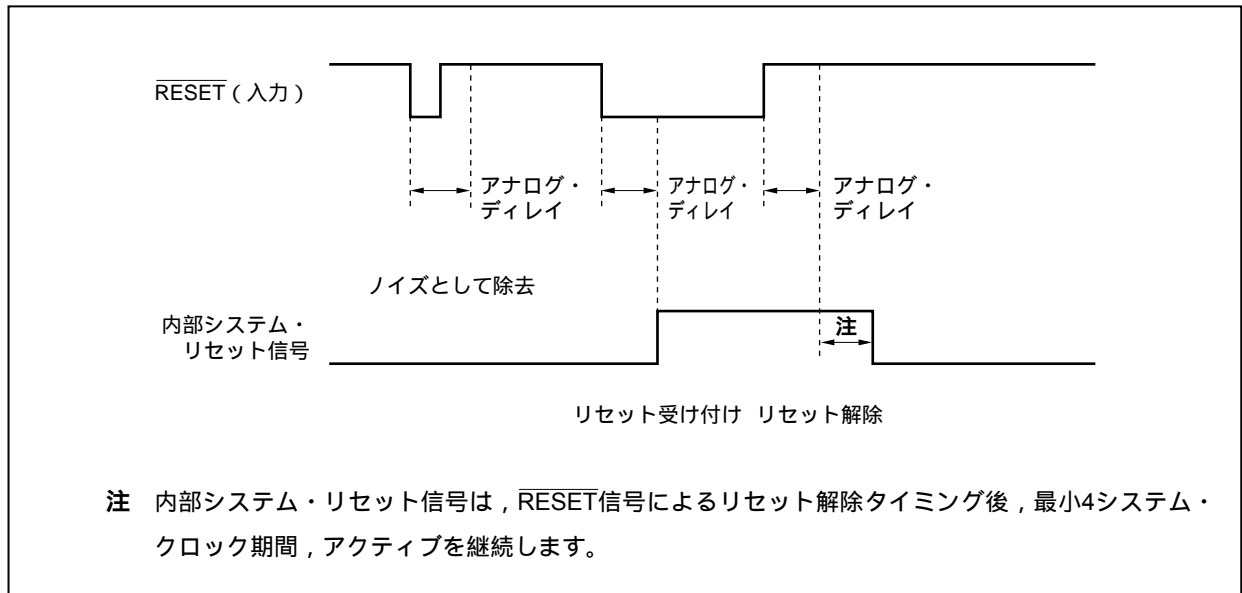 RESET（入力）
アナログ・
ディレイ
アナログ・
ディレイ
アナログ・
ディレイ
ノイズとして除去
内部システム・
リセット信号
注
リセット受け付け リセット解除
注 内部システム・リセット信号は，RESET信号によるリセット解除タイミング後，最小4システム・
クロック期間，アクティブを継続します。